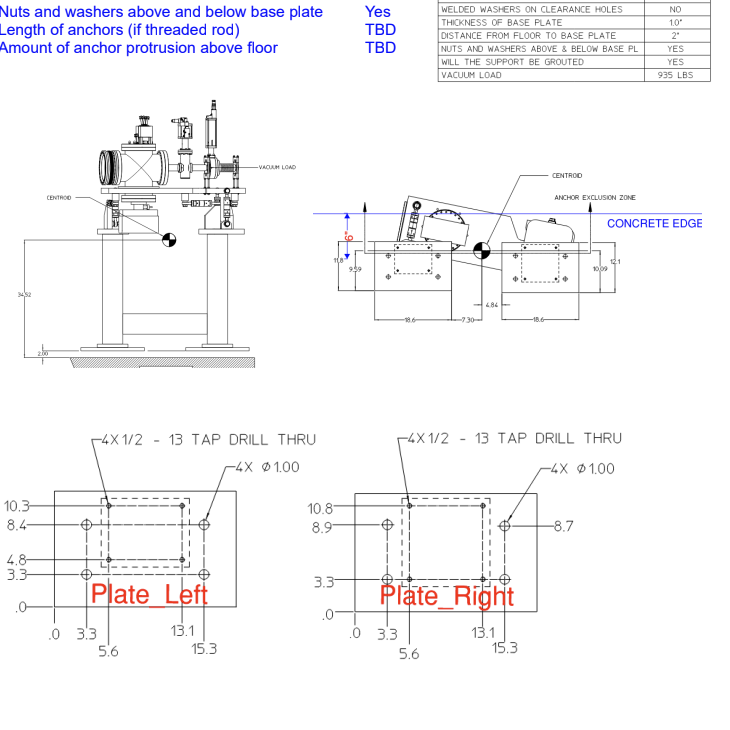 Nuts and washers above and below base plate Yes
Length of anchors (if threaded rod) TBD
Amount of anchor protrusion above floor TBD
WELDED WASHERS ON CLEARANCE HOLES NO
THICKNESS OF BASE PLATE 1.0"
DISTANCE FROM FLOOR TO BASE PLATE 2"
NUTS AND WASHERS ABOVE & BELOW BASE PL YES
WILL THE SUPPORT BE GROUTED YES
VACUUM LOAD 935 LBS
VACUUM LOAD
CENTROID
34.52
2.00
CENTROID
ANCHOR EXCLUSION ZONE
CONCRETE EDGE
6"
11.8
9.59
12.1
10.09
4.84
18.6
7.30
18.6
4X 1/2 - 13 TAP DRILL THRU
4X Ø1.00
10.3
8.4
4.8
3.3
.0
Plate_Left
.0
3.3
13.1
5.6
15.3
4X 1/2 - 13 TAP DRILL THRU
4X Ø1.00
10.8
8.9
8.7
3.3
.0
Plate_Right
.0
3.3
13.1
5.6
15.3